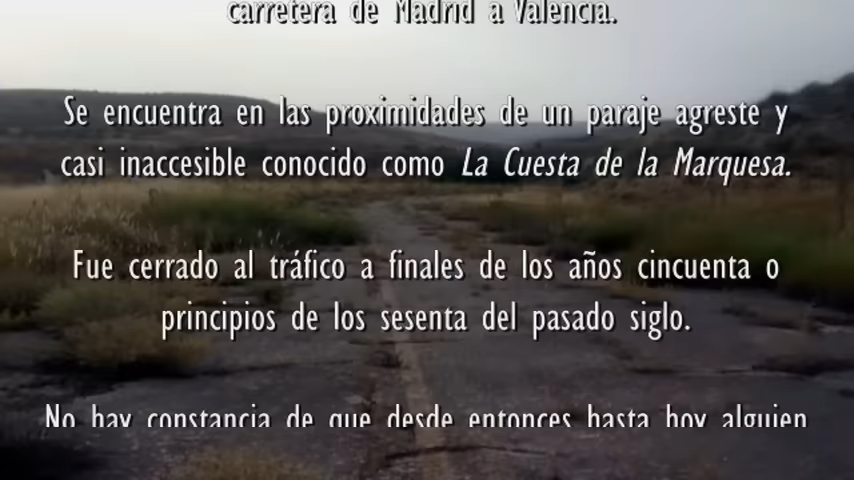 carretera de Madrid a Valencia.
Se encuentra en las proximidades de un paraje agreste y
casi inaccesible conocido como La Cuesta de la Marquesa.
Fue cerrado al tráfico a finales de los años cincuenta o
principios de los sesenta del pasado siglo.
No hay constancia de que desde entonces hasta hoy alguien